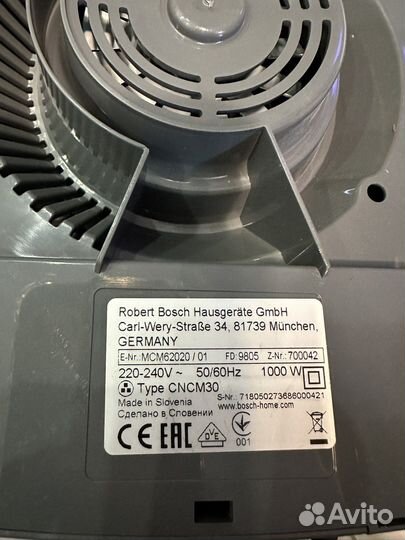 Robert Bosch Hausgeräte GmbH
Carl-Wery-Straße 34, 81739 München,
GERMANY
E-Nr.: MCM62020 / 01 FD: 9805 Z-Nr.: 700042
220-240V ~ 50/60Hz 1000 W
Type CNCM30
Made in Slovenia S-Nr.: 718050273686000421
Сделано в Словении www.bosch-home.com
CE EAC DVE 001
Avito